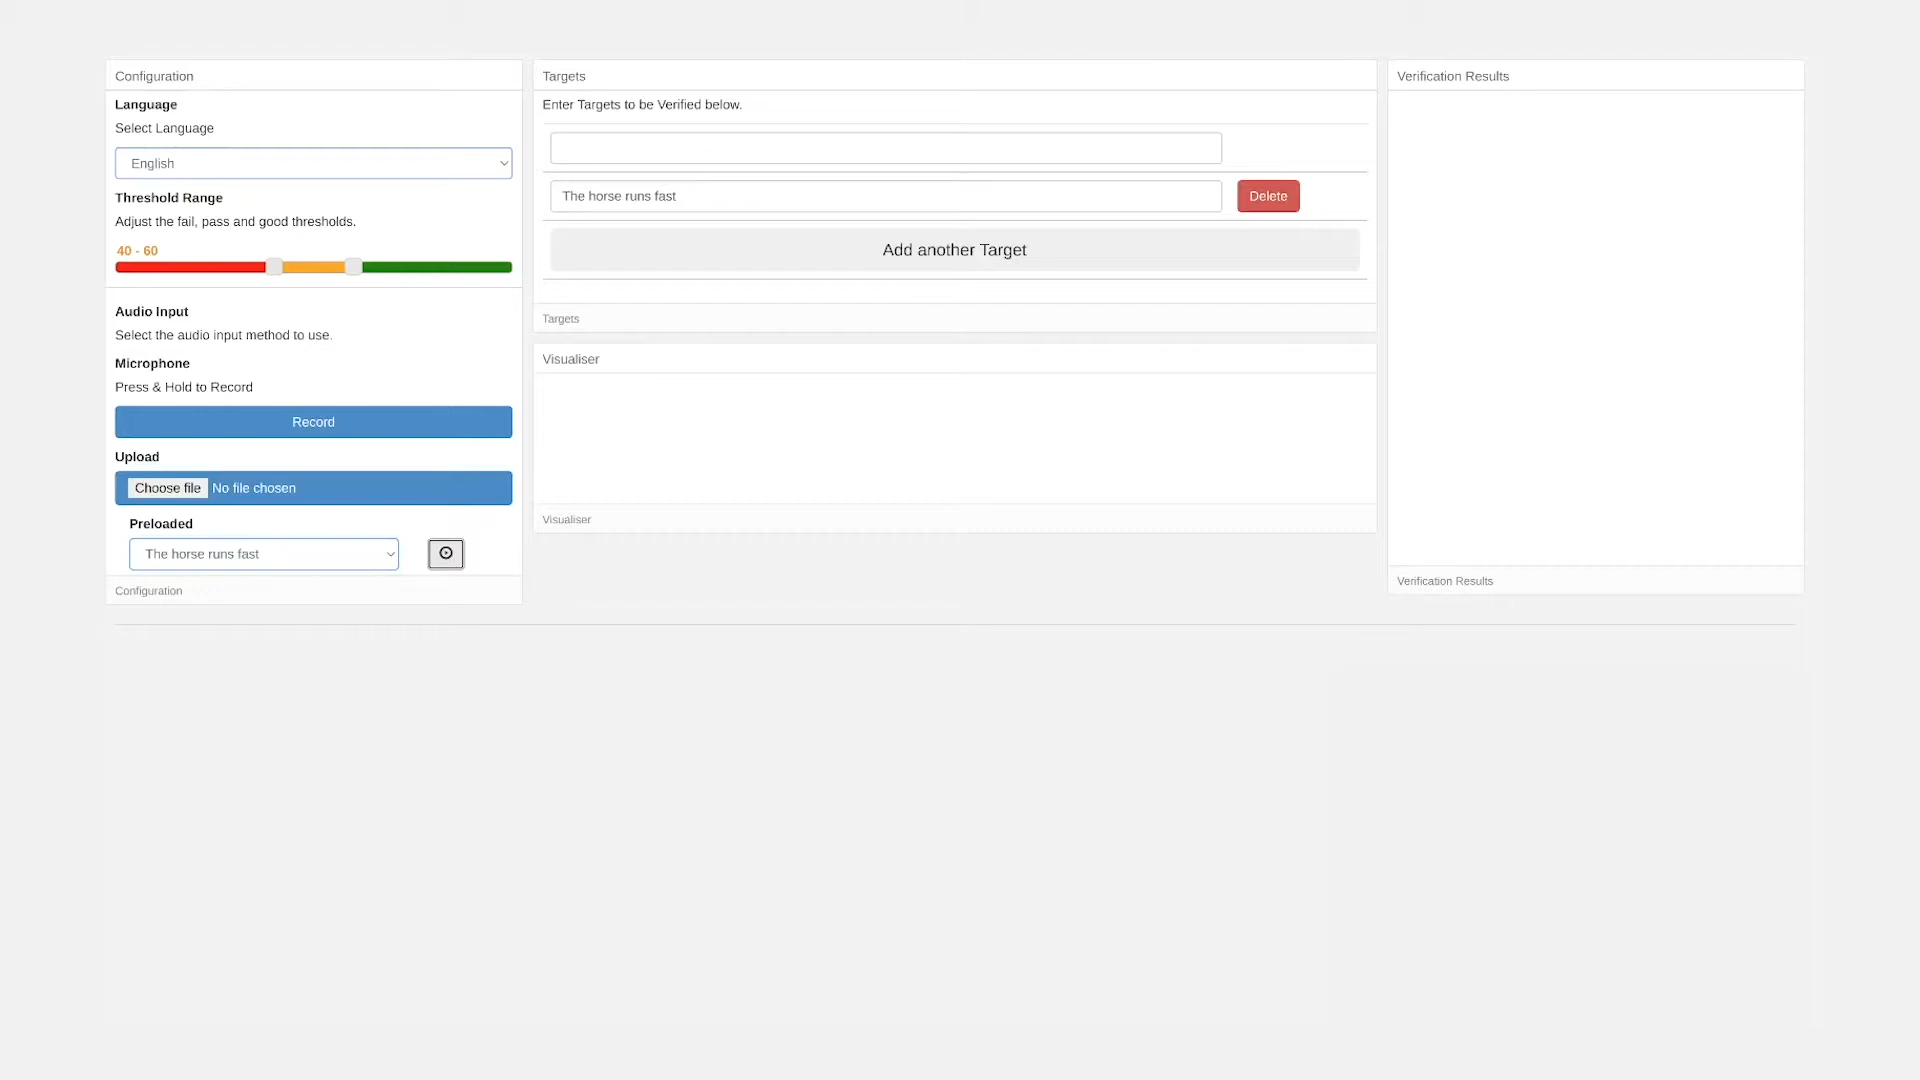 Configuration
Language
Select Language
English
Threshold Range
Adjust the fail, pass and good thresholds.
40 - 60
Audio Input
Select the audio input method to use.
Microphone
Press & Hold to Record
Record
Upload
Choose file No file chosen
Preloaded
The horse runs fast
Configuration
Targets
Enter Targets to be Verified below.
The horse runs fast
Delete
Add another Target
Targets
Visualiser
Visualiser
Verification Results
Verification Results